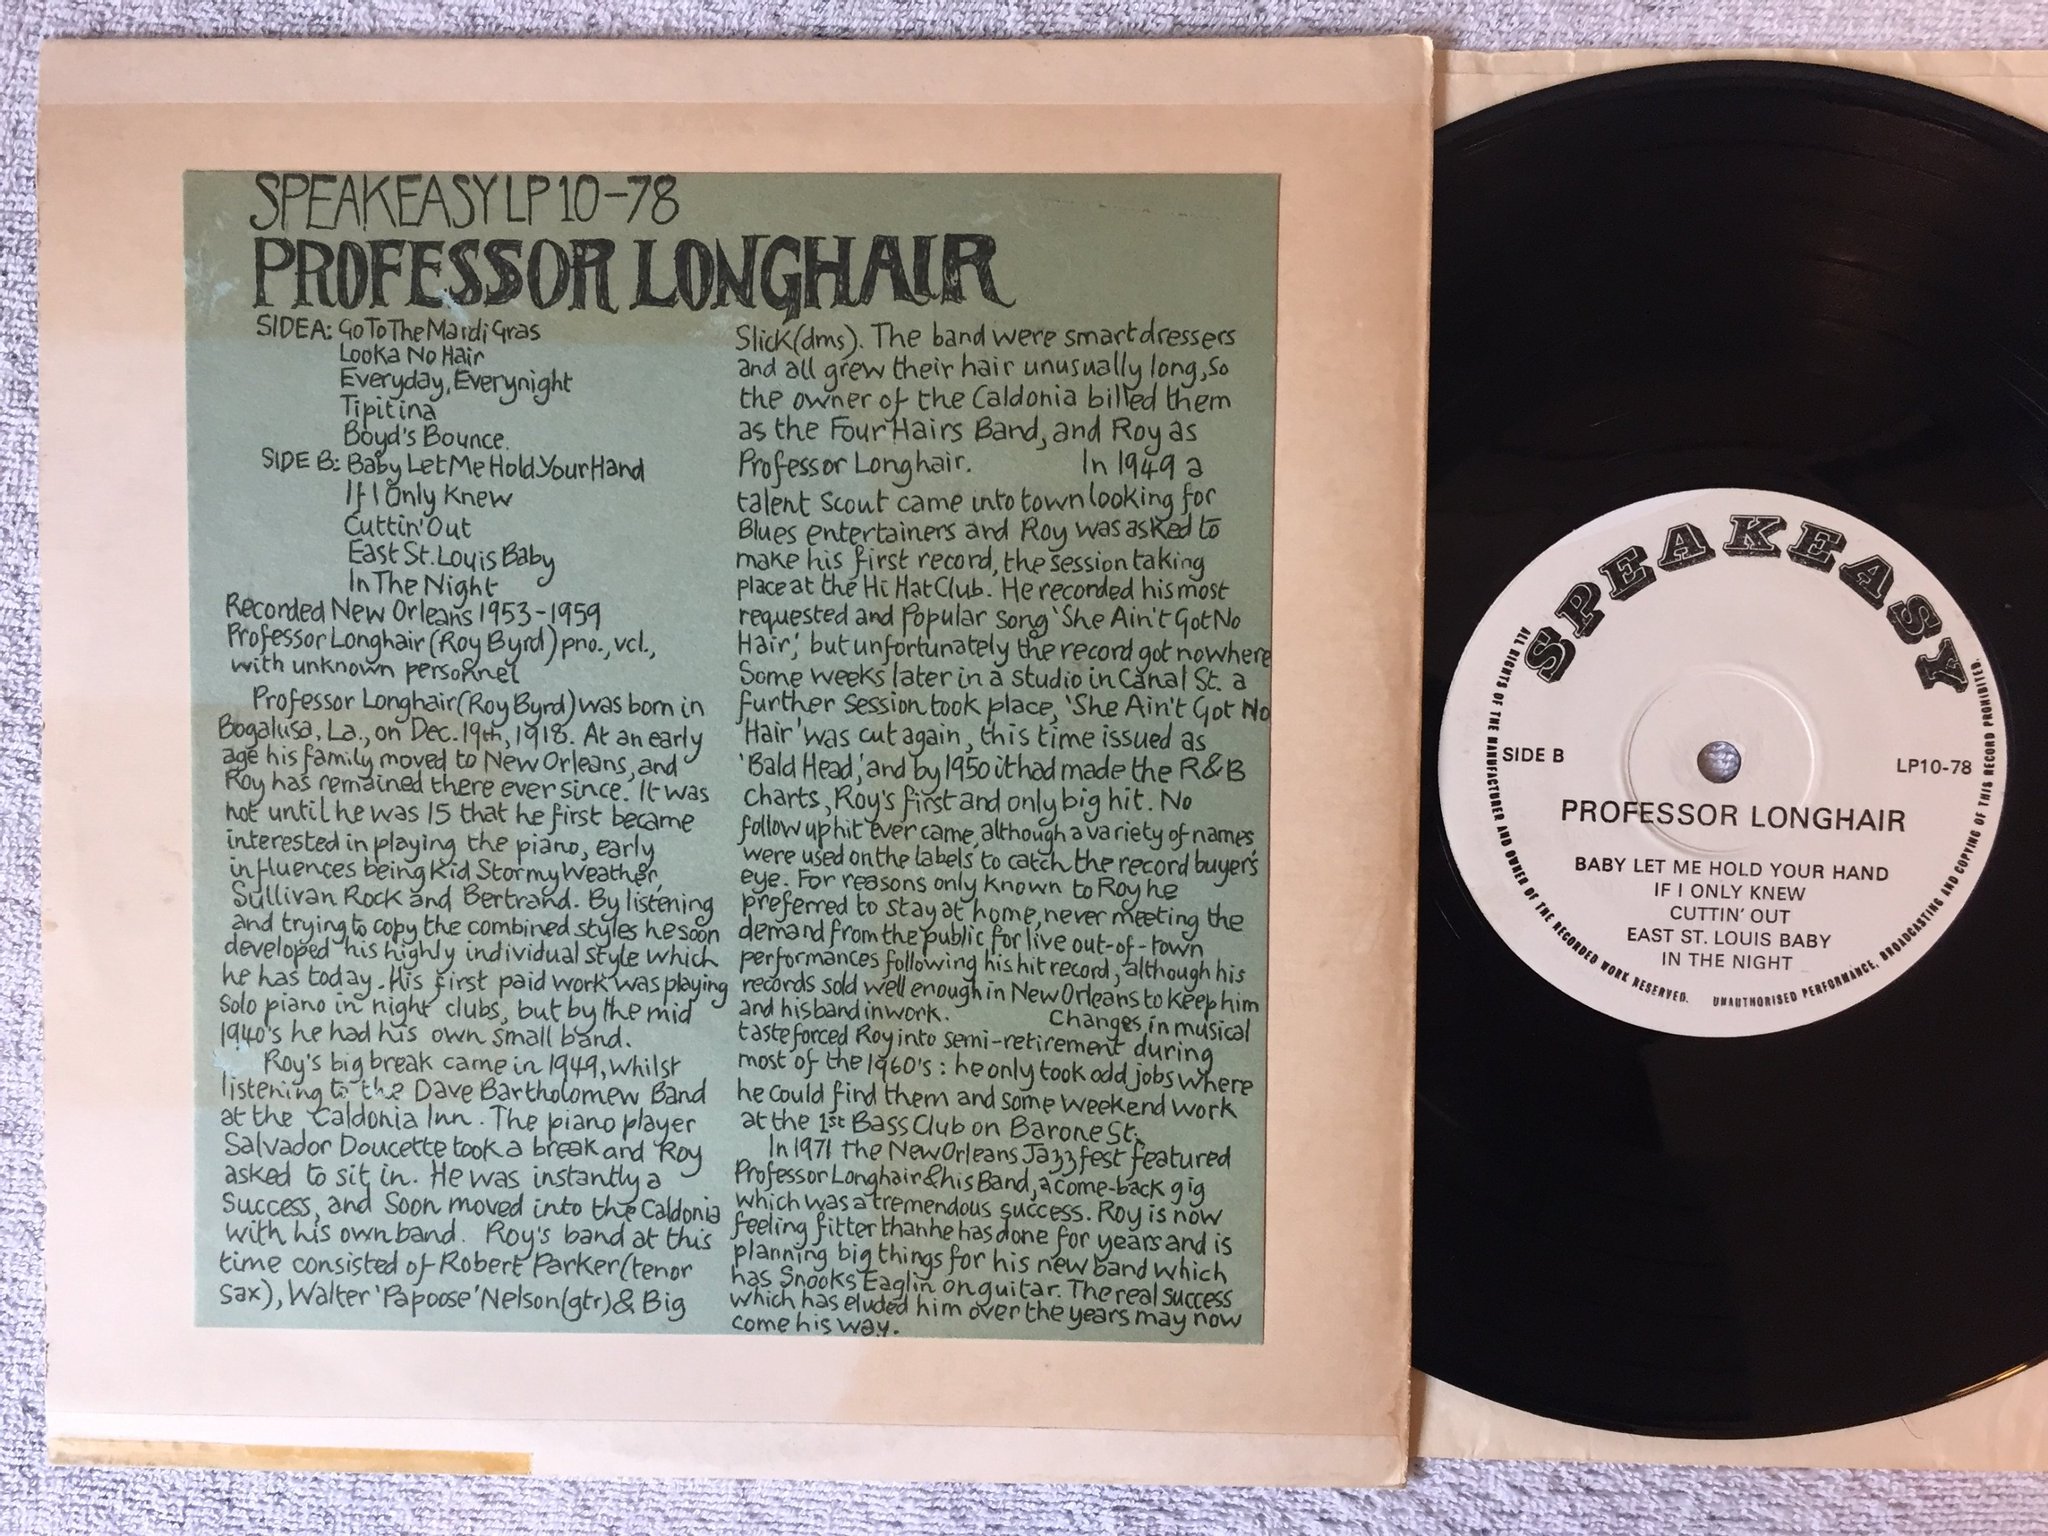 SPEAKEASY LP 10-78
PROFESSOR LONGHAIR
SIDE A: Go To The Mardi Gras
Looka No Hair
Everyday, Everynight
Tipitina
Boyd's Bounce.
SIDE B: Baby Let Me Hold Your Hand
If I Only Knew
Cuttin' Out
East St. Louis Baby
In The Night
Recorded New Orleans 1953-1959
Professor Longhair (Roy Byrd) pno., vcl.,
with unknown personnel
Professor Longhair (Roy Byrd) was born in
Bogalusa, La., on Dec. 19th, 1918. At an early
age his family moved to New Orleans, and
Roy has remained there ever since. It was
not until he was 15 that he first became
interested in playing the piano, early
influences being Kid Stormy Weather,
Sullivan Rock and Bertrand. By listening
and trying to copy the combined styles he soon
developed his highly individual style which
he has today. His first paid work was playing
solo piano in night clubs, but by the mid
1940's he had his own small band.
Roy's big break came in 1949, whilst
listening to the Dave Bartholomew Band
at the Caldonia Inn. The piano player
Salvador Doucette took a break and Roy
asked to sit in. He was instantly a
success, and soon moved into the Caldonia
with his own band. Roy's band at this
time consisted of Robert Parker (tenor
sax), Walter 'Papoose' Nelson (gtr) & Big
Slick (dms). The band were smart dressers
and all grew their hair unusually long, so
the owner of the Caldonia billed them
as the Four Hairs Band, and Roy as
Professor Longhair. In 1949 a
talent scout came into town looking for
Blues entertainers and Roy was asked to
make his first record, the session taking
place at the Hi Hat Club. He recorded his most
requested and popular song 'She Ain't Got No
Hair,' but unfortunately the record got nowhere
Some weeks later in a studio in Canal St. a
further session took place, 'She Ain't Got No
Hair' was cut again, this time issued as
'Bald Head,' and by 1950 it had made the R&B
charts, Roy's first and only big hit. No
follow up hit ever came, although a variety of names
were used on the labels to catch the record buyer's
eye. For reasons only known to Roy he
preferred to stay at home, never meeting the
demand from the public for live out-of-town
performances following his hit record, although his
records sold well enough in New Orleans to keep him
and his band in work. Changes in musical
taste forced Roy into semi-retirement during
most of the 1960's: he only took odd jobs where
he could find them and some weekend work
at the 1st Bass Club on Barone St.
In 1971 the New Orleans Jazz fest featured
Professor Longhair & his Band, a come-back gig
which was a tremendous success. Roy is now
feeling fitter than he has done for years and is
planning big things for his new band which
has Snooks Eaglin on guitar. The real success
which has eluded him over the years may now
come his way.
SPEAKEASY
ALL RIGHTS OF THE MANUFACTURER AND OWNER OF THE RECORDED WORK RESERVED. UNAUTHORISED PERFORMANCE, BROADCASTING AND COPYING OF THIS RECORD PROHIBITED.
SIDE B
LP10-78
PROFESSOR LONGHAIR
BABY LET ME HOLD YOUR HAND
IF I ONLY KNEW
CUTTIN' OUT
EAST ST. LOUIS BABY
IN THE NIGHT